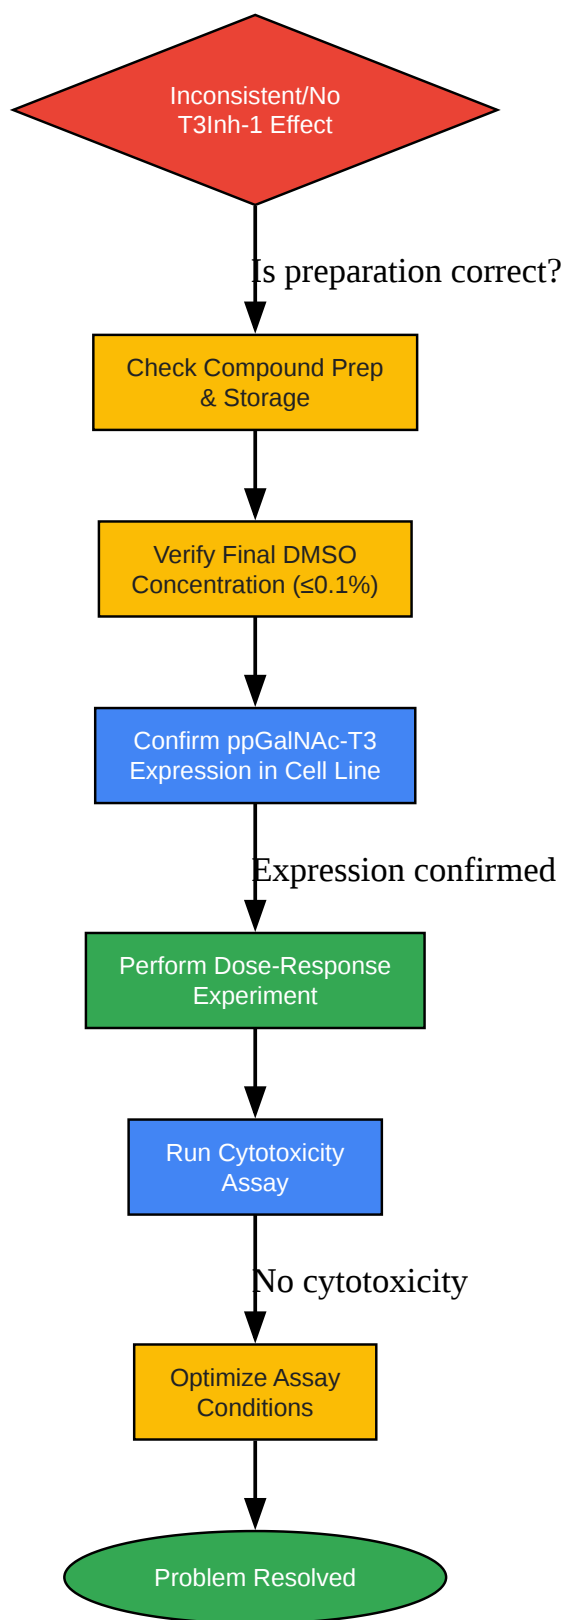 Inconsistent/No
T3Inh-1 Effect
Is preparation correct?
Check Compound Prep
& Storage
Verify Final DMSO
Concentration (≤0.1%)
Confirm ppGalNAc-T3
Expression in Cell Line
Expression confirmed
Perform Dose-Response
Experiment
Run Cytotoxicity
Assay
No cytotoxicity
Optimize Assay
Conditions
Problem Resolved